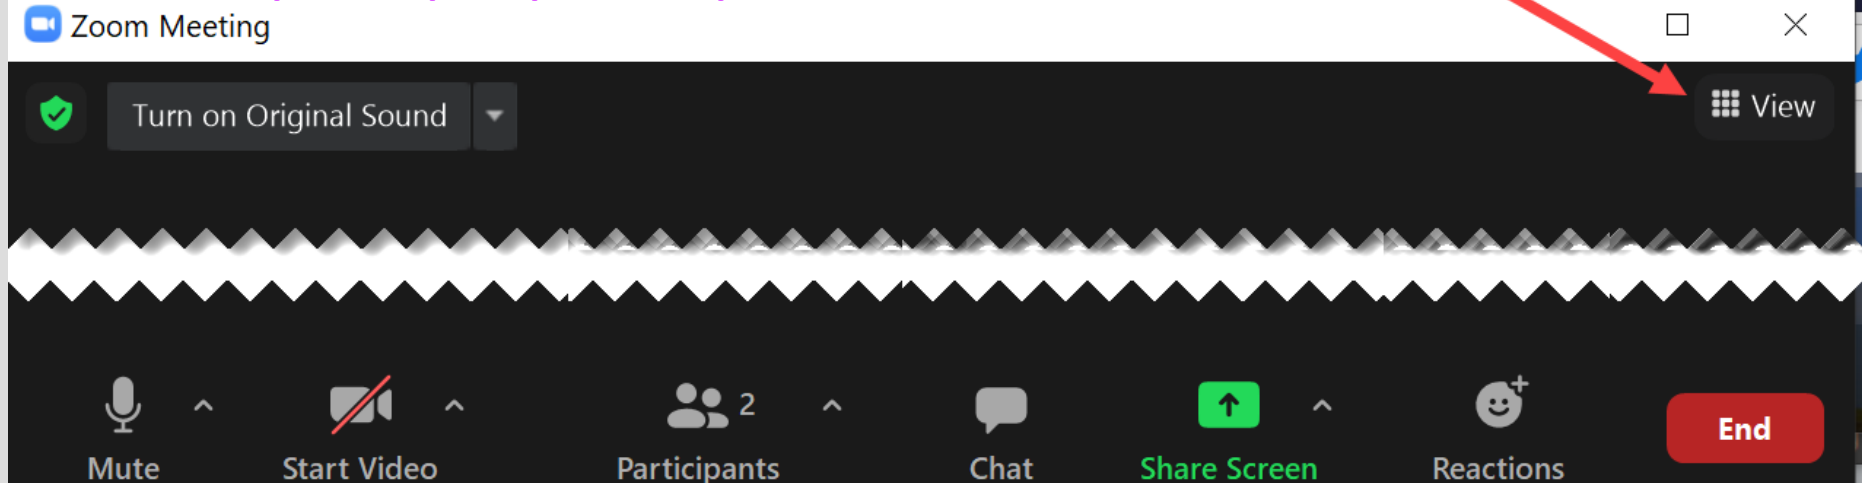 Zoom Meeting
Turn on Original Sound
View
2
Mute
Start Video
Participants
Chat
Share Screen
Reactions
End